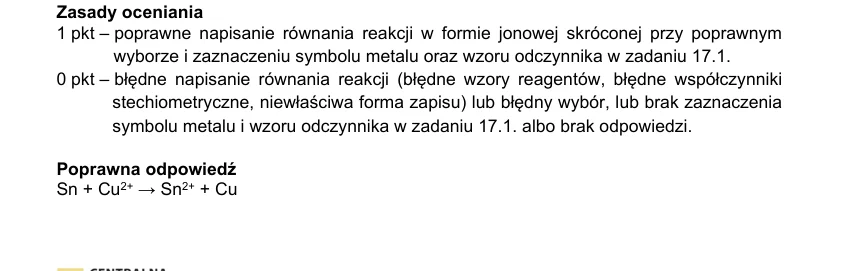 Zasady oceniania
1 pkt – poprawne napisanie równania reakcji w formie jonowej skróconej przy poprawnym
wyborze i zaznaczeniu symbolu metalu oraz wzoru odczynnika w zadaniu 17.1.
0 pkt – błędne napisanie równania reakcji (błędne wzory reagentów, błędne współczynniki
stechiometryczne, niewłaściwa forma zapisu) lub błędny wybór, lub brak zaznaczenia
symbolu metalu i wzoru odczynnika w zadaniu 17.1. albo brak odpowiedzi.
Poprawna odpowiedź
Sn + Cu²⁺ → Sn²⁺ + Cu
CENTRALNA